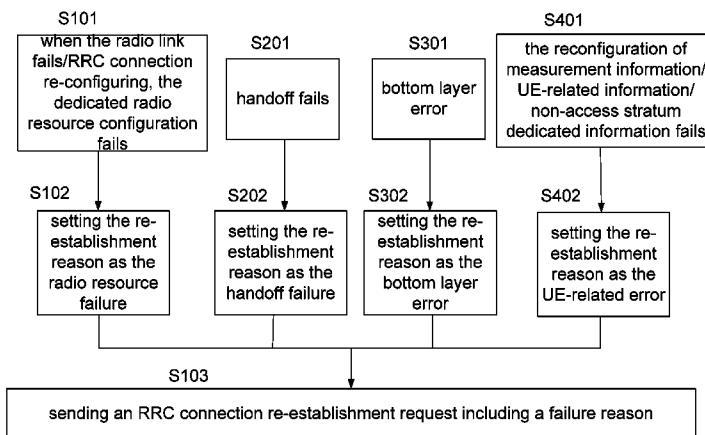 S101
when the radio link
fails/RRC connection
re-configuring, the
dedicated radio
resource configuration
fails
S201
handoff fails
S301
bottom layer
error
S401
the reconfiguration of
measurement information/
UE-related information/
non-access stratum
dedicated information fails
S102
setting the re-
establishment
reason as the
radio resource
failure
S202
setting the re-
establishment
reason as the
handoff failure
S302
setting the re-
establishment
reason as the
bottom layer
error
S402
setting the re-
establishment
reason as the
UE-related error
S103
sending an RRC connection re-establishment request including a failure reason